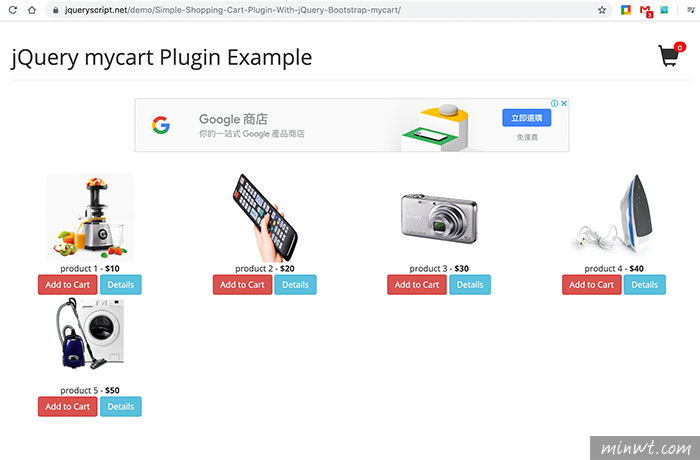 jqueryscript.net/demo/Simple-Shopping-Cart-Plugin-With-jQuery-Bootstrap-mycart/
3
jQuery mycart Plugin Example
0
Google 商店
你的一站式 Google 產品商店
立即選購
免運費
product 1 - $10
Add to Cart Details
product 2 - $20
Add to Cart Details
product 3 - $30
Add to Cart Details
product 4 - $40
Add to Cart Details
product 5 - $50
Add to Cart Details
minwt.com